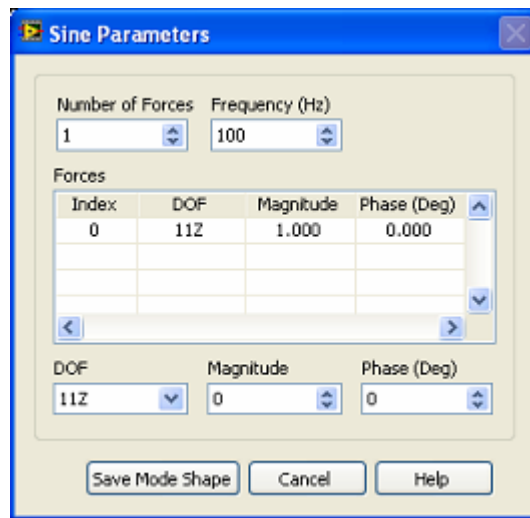 Sine Parameters
Number of Forces Frequency (Hz)
1 100
Forces
Index DOF Magnitude Phase (Deg)
0 11Z 1.000 0.000
DOF Magnitude Phase (Deg)
11Z 0 0
Save Mode Shape Cancel Help